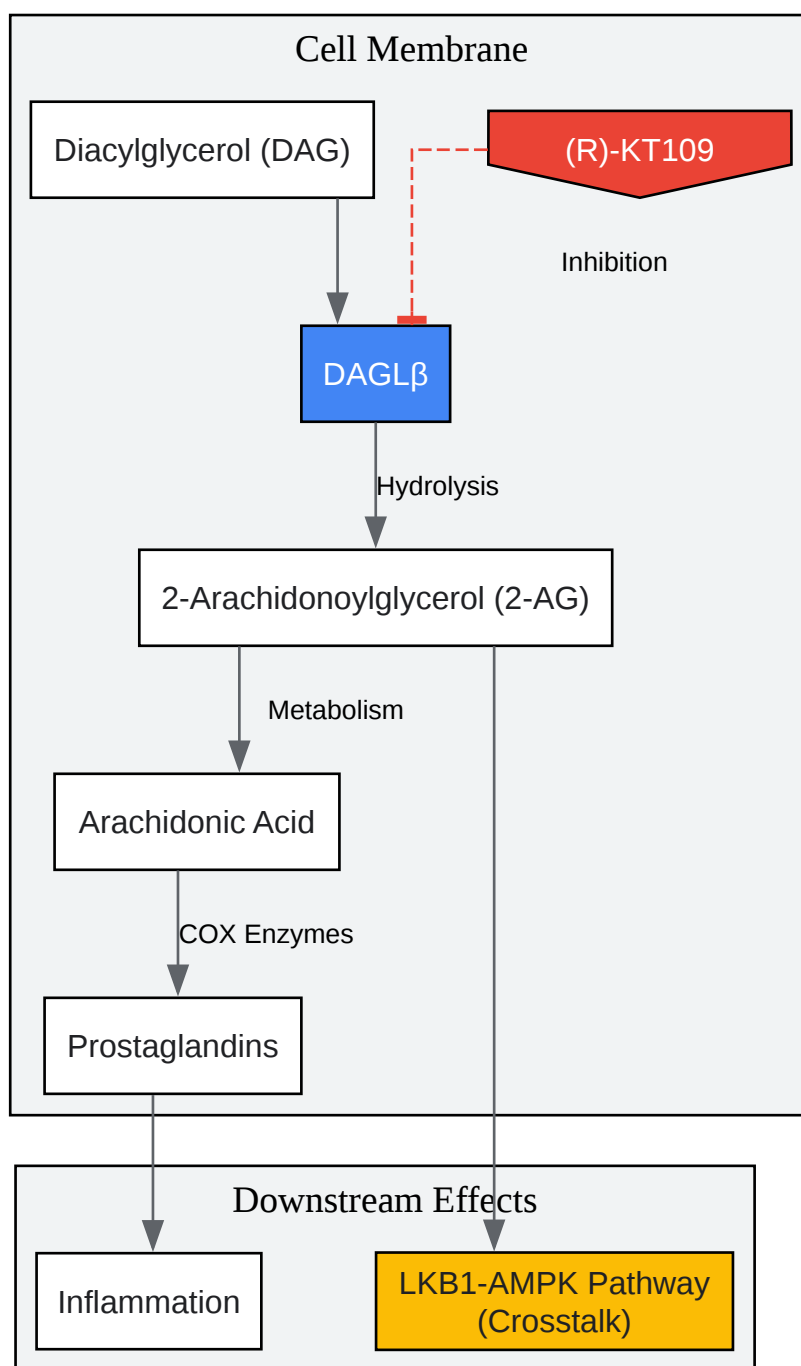 Cell Membrane
Diacylglycerol (DAG)
(R)-KT109
Inhibition
DAGLβ
Hydrolysis
2-Arachidonoylglycerol (2-AG)
Metabolism
Arachidonic Acid
COX Enzymes
Prostaglandins
Downstream Effects
Inflammation
LKB1-AMPK Pathway
(Crosstalk)